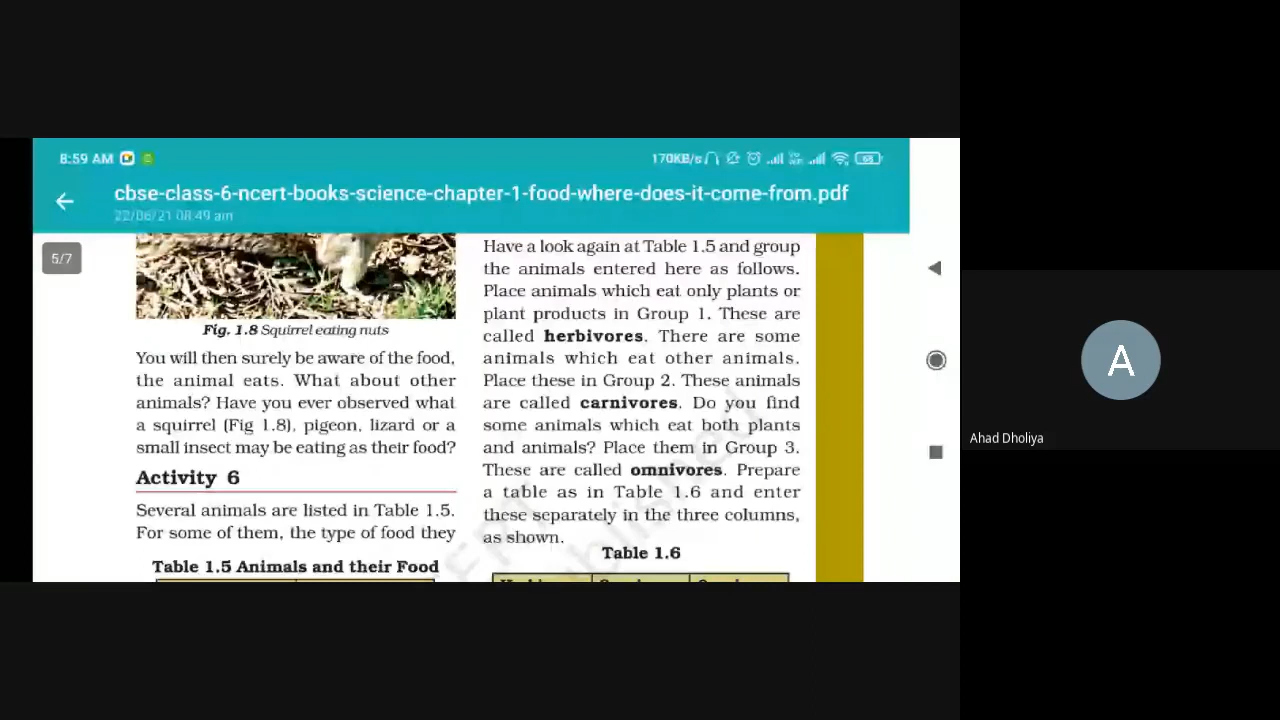 8:59 AM
170KB/s
cbse-class-6-ncert-books-science-chapter-1-food-where-does-it-come-from.pdf
22/06/21 08:49 am
5/7
Fig. 1.8 Squirrel eating nuts
You will then surely be aware of the food,
the animal eats. What about other
animals? Have you ever observed what
a squirrel (Fig 1.8), pigeon, lizard or a
small insect may be eating as their food?
Activity 6
Several animals are listed in Table 1.5.
For some of them, the type of food they
Table 1.5 Animals and their Food
Have a look again at Table 1.5 and group
the animals entered here as follows.
Place animals which eat only plants or
plant products in Group 1. These are
called herbivores. There are some
animals which eat other animals.
Place these in Group 2. These animals
are called carnivores. Do you find
some animals which eat both plants
and animals? Place them in Group 3.
These are called omnivores. Prepare
a table as in Table 1.6 and enter
these separately in the three columns,
as shown.
Table 1.6
A
Ahad Dholiya